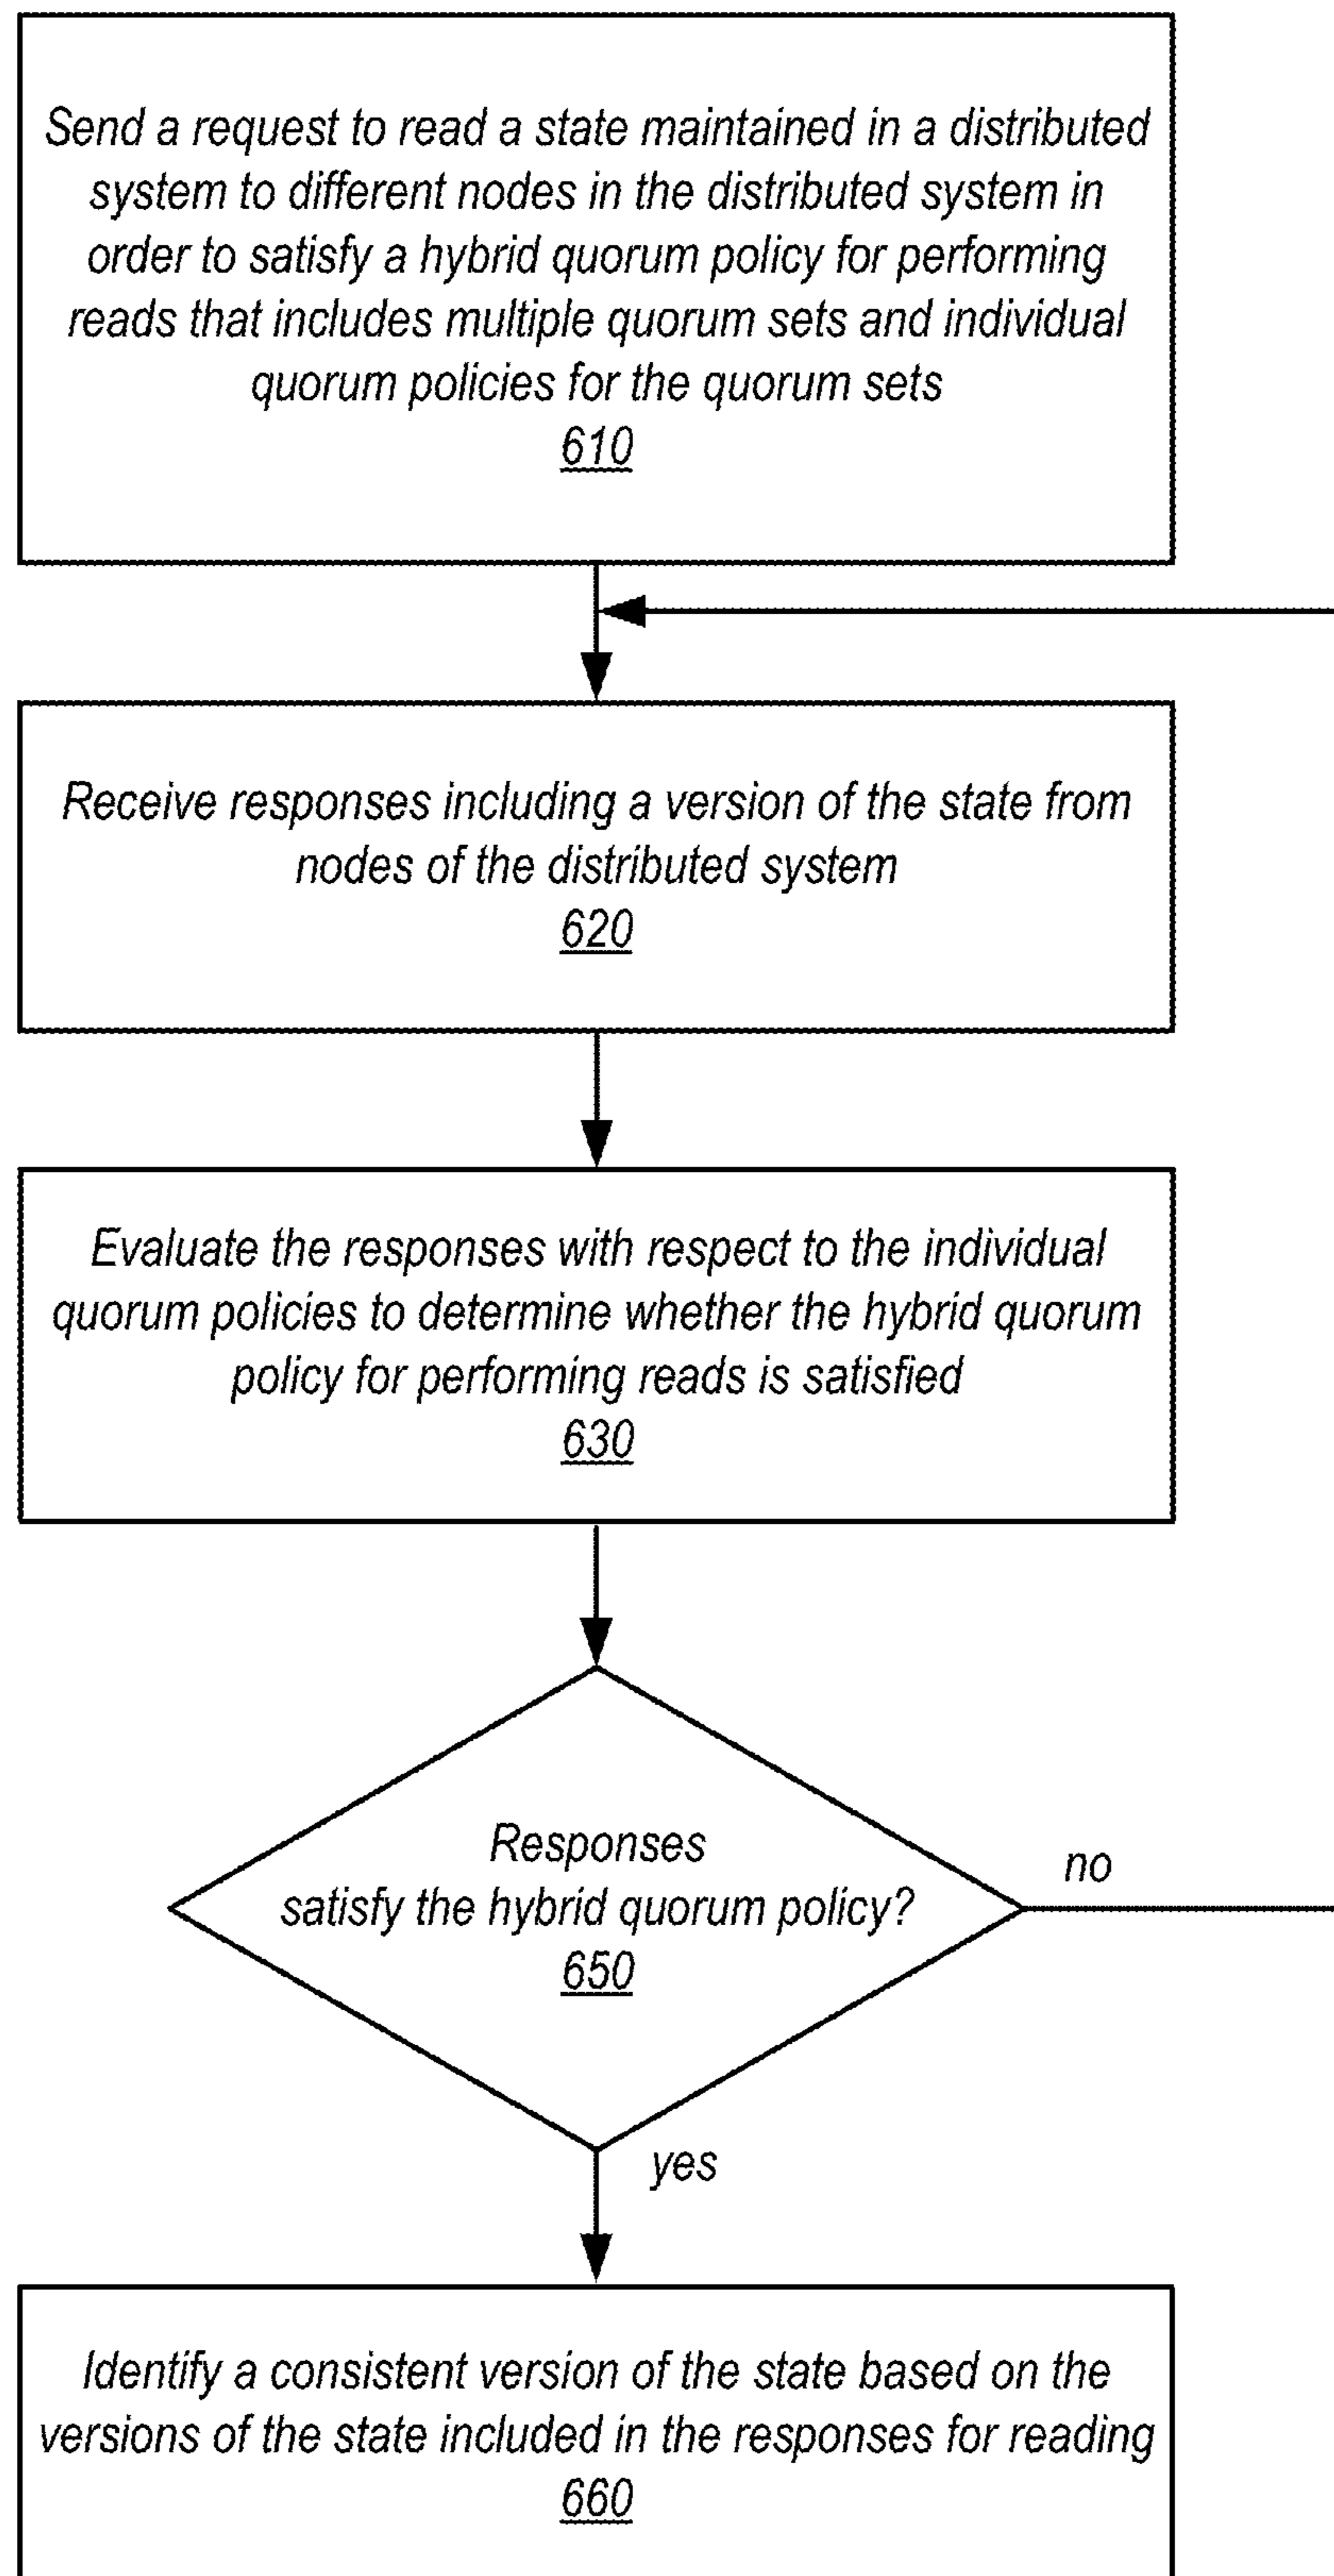 Send a request to read a state maintained in a distributed
system to different nodes in the distributed system in
order to satisfy a hybrid quorum policy for performing
reads that includes multiple quorum sets and individual
quorum policies for the quorum sets
610
Receive responses including a version of the state from
nodes of the distributed system
620
Evaluate the responses with respect to the individual
quorum policies to determine whether the hybrid quorum
policy for performing reads is satisfied
630
Responses
satisfy the hybrid quorum policy?
650
no
yes
Identify a consistent version of the state based on the
versions of the state included in the responses for reading
660